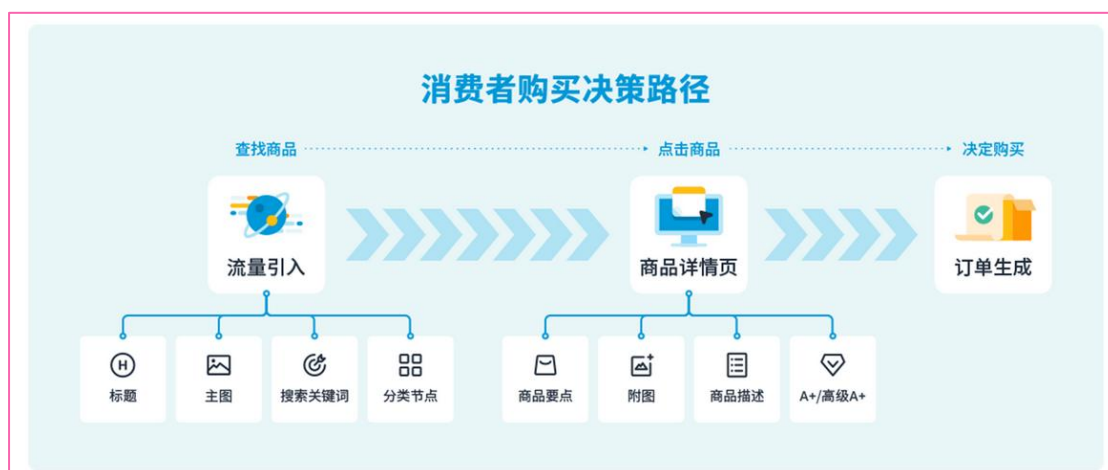 消费者购买决策路径
查找商品
点击商品
决定购买
流量引入
商品详情页
订单生成
H
标题
主图
搜索关键词
分类节点
商品要点
附图
商品描述
A+/高级A+